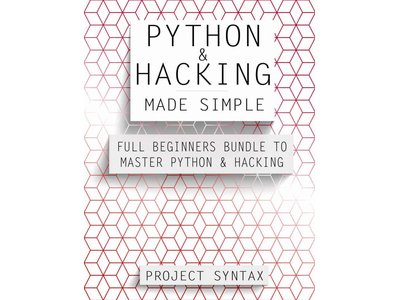 PYTHON
&
HACKING
MADE SIMPLE
FULL BEGINNERS BUNDLE TO
MASTER PYTHON & HACKING
PROJECT SYNTAX